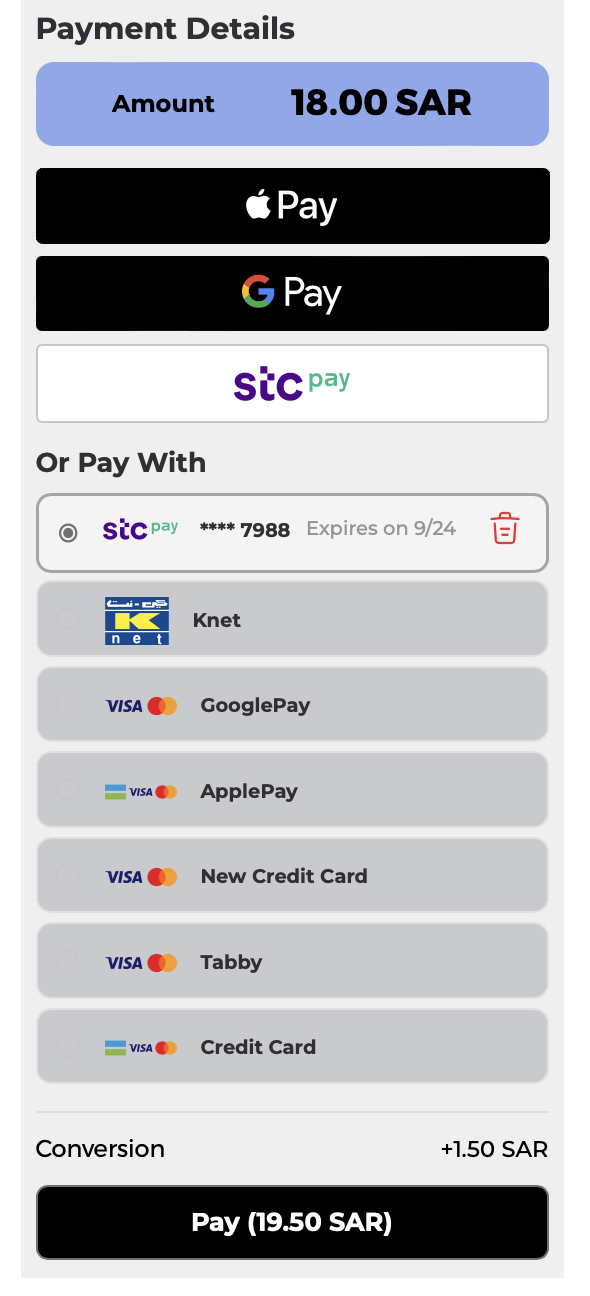 Payment Details
Amount 18.00 SAR
Pay
G Pay
stc pay
Or Pay With
stc pay **** 7988 Expires on 9/24
كي-نت
K
net
Knet
VISA GooglePay
VISA ApplePay
VISA New Credit Card
VISA Tabby
VISA Credit Card
Conversion +1.50 SAR
Pay (19.50 SAR)